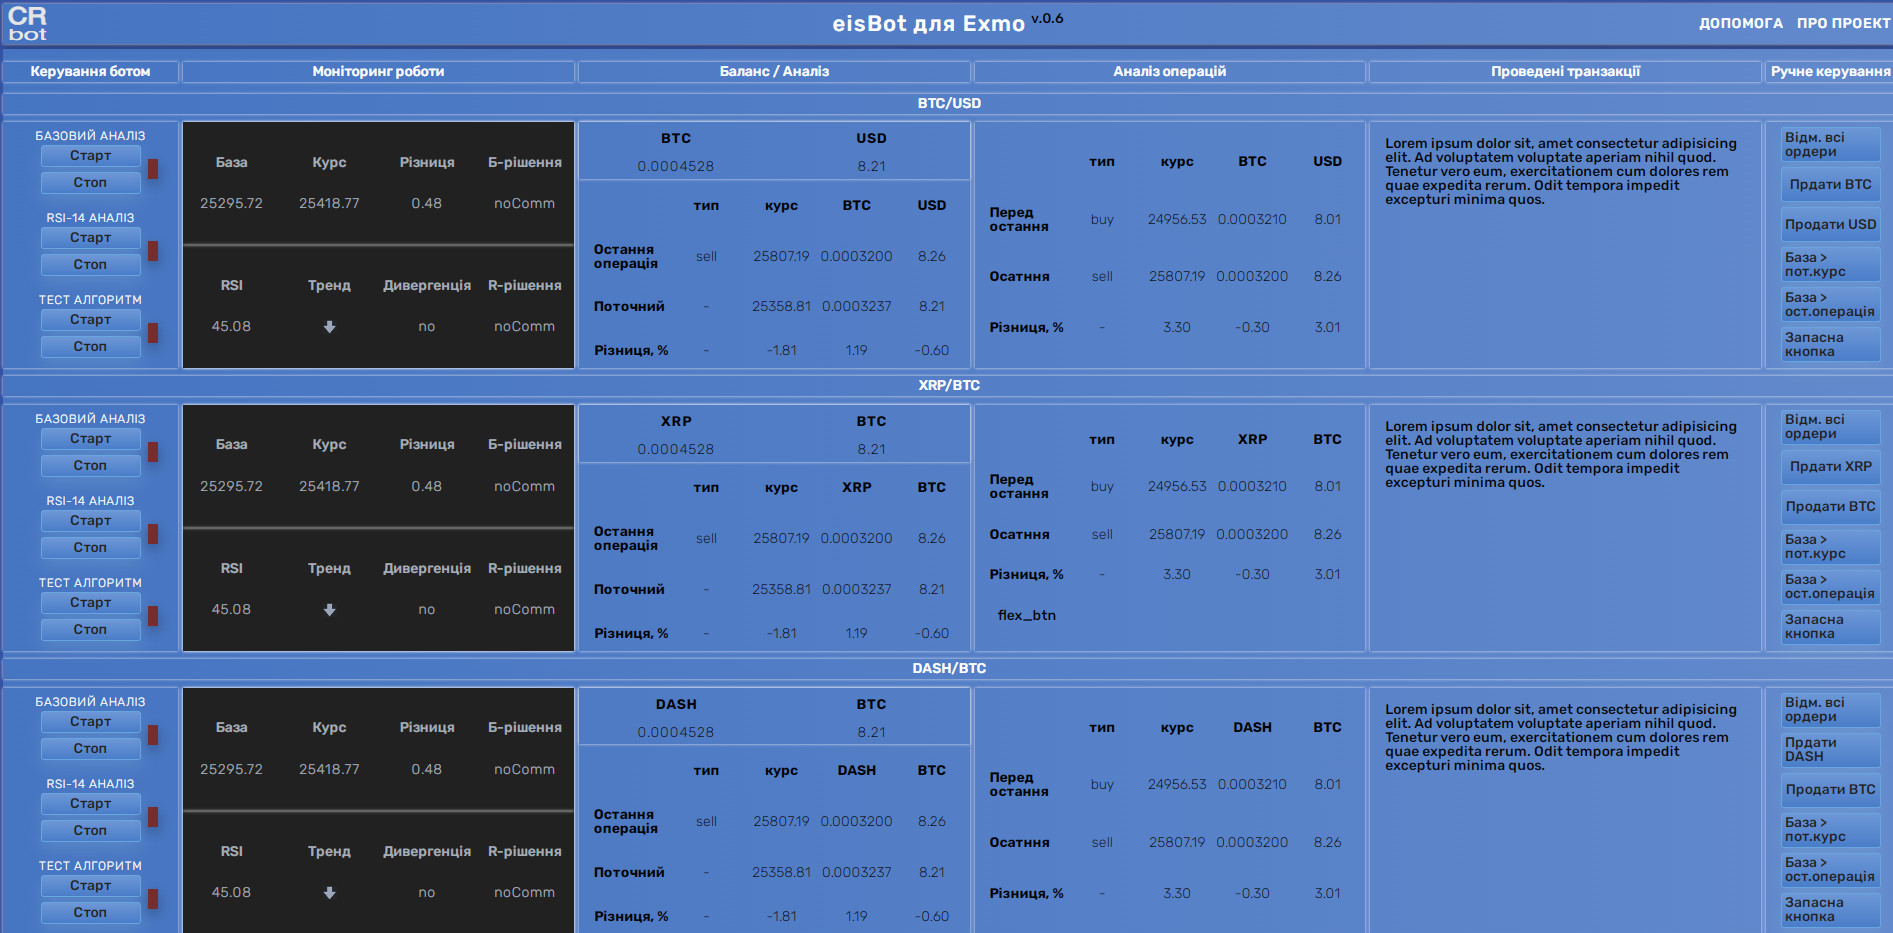 CR
bot
eisBot для Exmo v.0.6
ДОПОМОГА ПРО ПРОЕКТ
Керування ботом
Моніторинг роботи
Баланс / Аналіз
Аналіз операцій
Проведені транзакції
Ручне керування
BTC/USD
БАЗОВИЙ АНАЛІЗ
Старт
Стоп
RSI-14 АНАЛІЗ
Старт
Стоп
ТЕСТ АЛГОРИТМ
Старт
Стоп
База Курс Різниця Б-рішення
25295.72 25418.77 0.48 noComm
RSI Тренд Дивергенція R-рішення
45.08 no noComm
BTC USD
0.0004528 8.21
тип курс BTC USD
Остання
операція sell 25807.19 0.0003200 8.26
Поточний - 25358.81 0.0003237 8.21
Різниця, % - -1.81 1.19 -0.60
тип курс BTC USD
Перед
остання buy 24956.53 0.0003210 8.01
Осатння sell 25807.19 0.0003200 8.26
Різниця, % - 3.30 -0.30 3.01
Lorem ipsum dolor sit, amet consectetur adipisicing
elit. Ad voluptatem voluptate aperiam nihil quod.
Tenetur vero eum, exercitationem cum dolores rem
quae expedita rerum. Odit tempora impedit
excepturi minima quos.
Відм. всі
ордери
Прдати BTC
Продати USD
База >
пот.курс
База >
ост.операція
Запасна
кнопка
XRP/BTC
БАЗОВИЙ АНАЛІЗ
Старт
Стоп
RSI-14 АНАЛІЗ
Старт
Стоп
ТЕСТ АЛГОРИТМ
Старт
Стоп
База Курс Різниця Б-рішення
25295.72 25418.77 0.48 noComm
RSI Тренд Дивергенція R-рішення
45.08 no noComm
XRP BTC
0.0004528 8.21
тип курс XRP BTC
Остання
операція sell 25807.19 0.0003200 8.26
Поточний - 25358.81 0.0003237 8.21
Різниця, % - -1.81 1.19 -0.60
тип курс XRP BTC
Перед
остання buy 24956.53 0.0003210 8.01
Осатння sell 25807.19 0.0003200 8.26
Різниця, % - 3.30 -0.30 3.01
flex_btn
Lorem ipsum dolor sit, amet consectetur adipisicing
elit. Ad voluptatem voluptate aperiam nihil quod.
Tenetur vero eum, exercitationem cum dolores rem
quae expedita rerum. Odit tempora impedit
excepturi minima quos.
Відм. всі
ордери
Прдати XRP
Продати BTC
База >
пот.курс
База >
ост.операція
Запасна
кнопка
DASH/BTC
БАЗОВИЙ АНАЛІЗ
Старт
Стоп
RSI-14 АНАЛІЗ
Старт
Стоп
ТЕСТ АЛГОРИТМ
Старт
Стоп
База Курс Різниця Б-рішення
25295.72 25418.77 0.48 noComm
RSI Тренд Дивергенція R-рішення
45.08 no noComm
DASH BTC
0.0004528 8.21
тип курс DASH BTC
Остання
операція sell 25807.19 0.0003200 8.26
Поточний - 25358.81 0.0003237 8.21
Різниця, % - -1.81 1.19 -0.60
тип курс DASH BTC
Перед
остання buy 24956.53 0.0003210 8.01
Осатння sell 25807.19 0.0003200 8.26
Різниця, % - 3.30 -0.30 3.01
Lorem ipsum dolor sit, amet consectetur adipisicing
elit. Ad voluptatem voluptate aperiam nihil quod.
Tenetur vero eum, exercitationem cum dolores rem
quae expedita rerum. Odit tempora impedit
excepturi minima quos.
Відм. всі
ордери
Прдати
DASH
Продати BTC
База >
пот.курс
База >
ост.операція
Запасна
кнопка